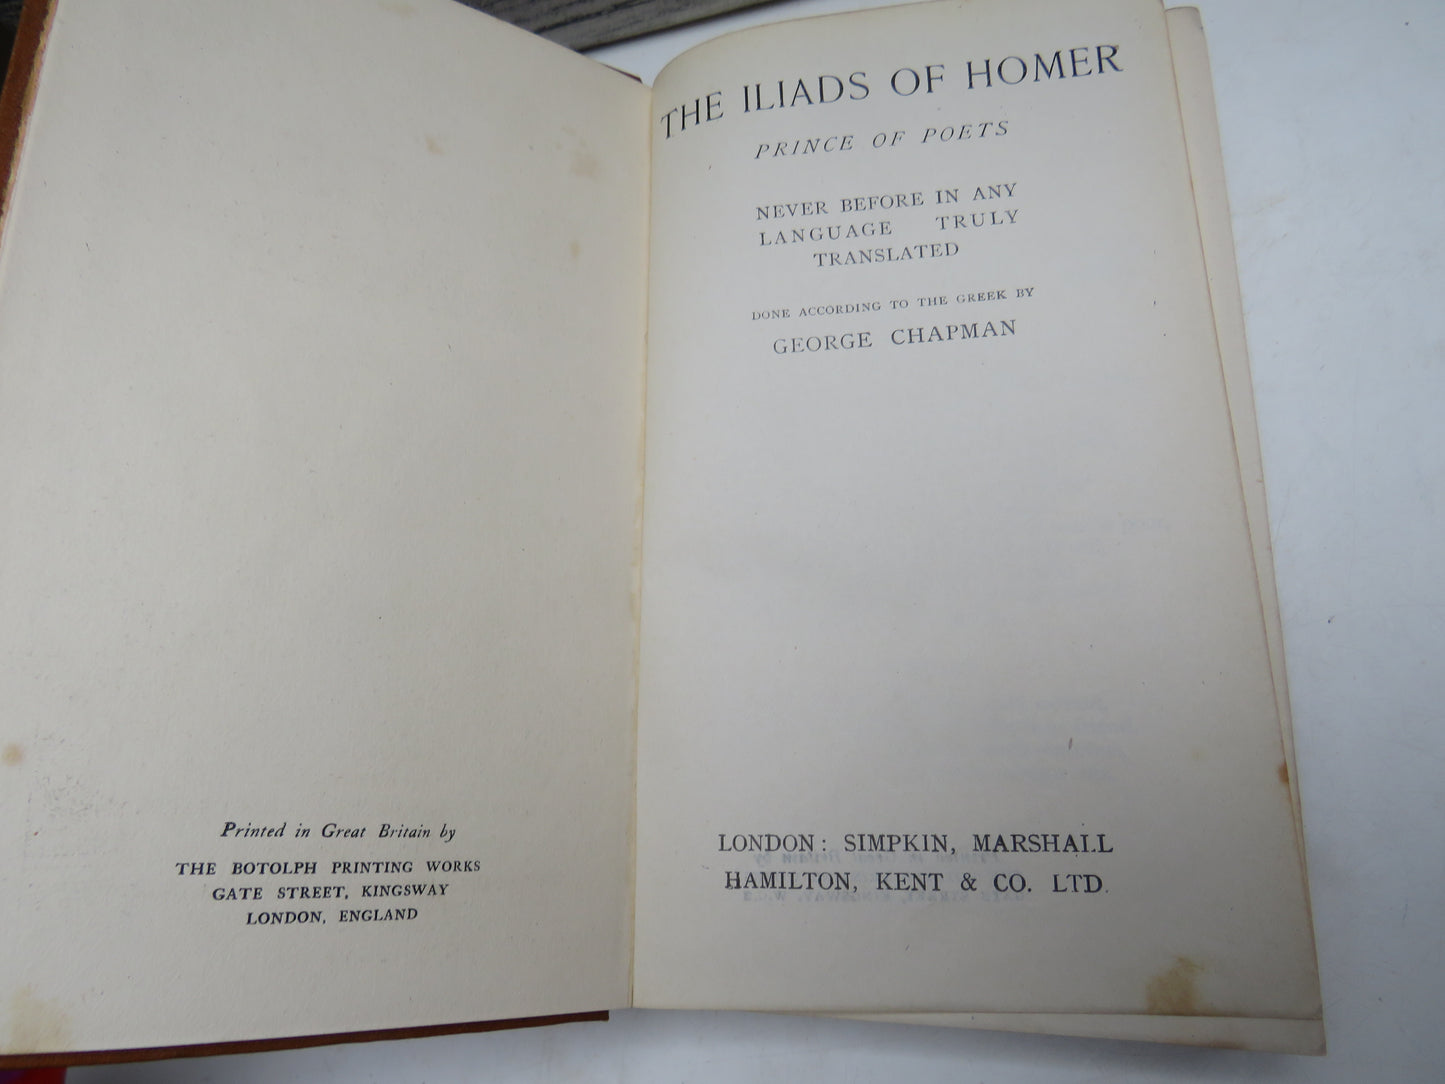 Printed in Great Britain by
THE BOTOLPH PRINTING WORKS
GATE STREET, KINGSWAY
LONDON, ENGLAND
THE ILIADS OF HOMER
PRINCE OF POETS
NEVER BEFORE IN ANY
LANGUAGE TRULY
TRANSLATED
DONE ACCORDING TO THE GREEK BY
GEORGE CHAPMAN
LONDON: SIMPKIN, MARSHALL
HAMILTON, KENT & CO. LTD.